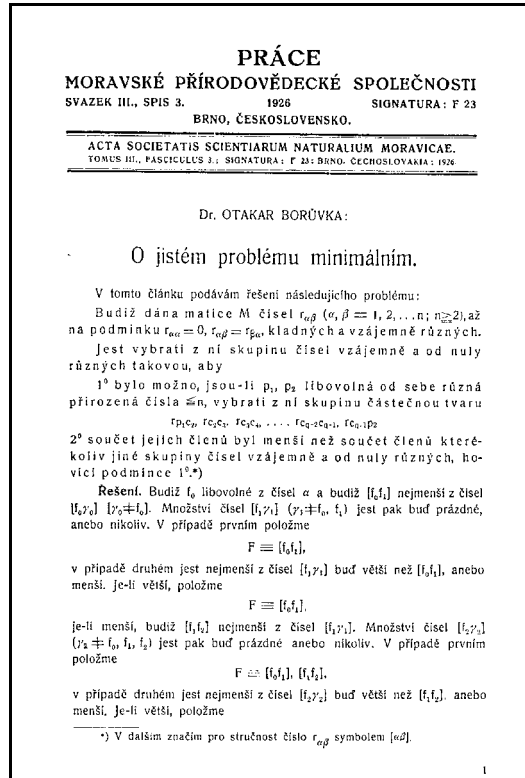 PRÁCE
MORAVSKÉ PŘÍRODOVĚDECKÉ SPOLEČNOSTI
SVAZEK III., SPIS 3. 1926 SIGNATURA: F 23
BRNO, ČESKOSLOVENSKO.
ACTA SOCIETATIS SCIENTIARUM NATURALIUM MORAVICAE.
TOMUS III., FASCICULUS 3.; SIGNATURA: F 23: BRNO. ČECHOSLOVAKIA; 1926.
Dr. OTAKAR BORŮVKA:
O jistém problému minimálním.
V tomto článku podávám řešení následujícího problému:
Budiž dána matice M čísel r_αβ (α, β = 1, 2, . . . n; n ≧ 2), až
na podmínku r_αα = 0, r_αβ = r_βα, kladných a vzájemně různých.
Jest vybrati z ní skupinu čísel vzájemně a od nuly
různých takovou, aby
1⁰ bylo možno, jsou-li p₁, p₂ libovolná od sebe různá
přirozená čísla ≦ n, vybrati z ní skupinu částečnou tvaru
r_p₁c₂, r_c₂c₃, r_c₃c₄, . . . . r_c_q-2c_q-1, r_c_q-1p₂
2⁰ součet jejích členů byl menší než součet členů které-
koliv jiné skupiny čísel vzájemně a od nuly různých, ho-
vící podmínce 1⁰.*)
Řešení. Budiž f₀ libovolné z čísel α a budiž [f₀f₁] nejmenší z čísel
[f₀γ₀] [γ₀ ≠ f₀]. Množství čísel [f₁γ₁] (γ₁ ≠ f₀, f₁) jest pak buď prázdné,
anebo nikoliv. V případě prvním položme
F ≡ [f₀f₁],
v případě druhém jest nejmenší z čísel [f₁γ₁] buď větší než [f₀f₁], anebo
menší. Je-li větší, položme
F ≡ [f₀f₁],
je-li menší, budiž [f₁f₂] nejmenší z čísel [f₁γ₁]. Množství čísel [f₂γ₂]
(γ₂ ≠ f₀, f₁, f₂) jest pak buď prázdné anebo nikoliv. V případě prvním
položme
F ≡ [f₀f₁], [f₁f₂],
v případě druhém jest nejmenší z čísel [f₂γ₂] buď větší než [f₁f₂], anebo
menší. Je-li větší, položme
*) V dalším značím pro stručnost číslo r_αβ symbolem [αβ].
1